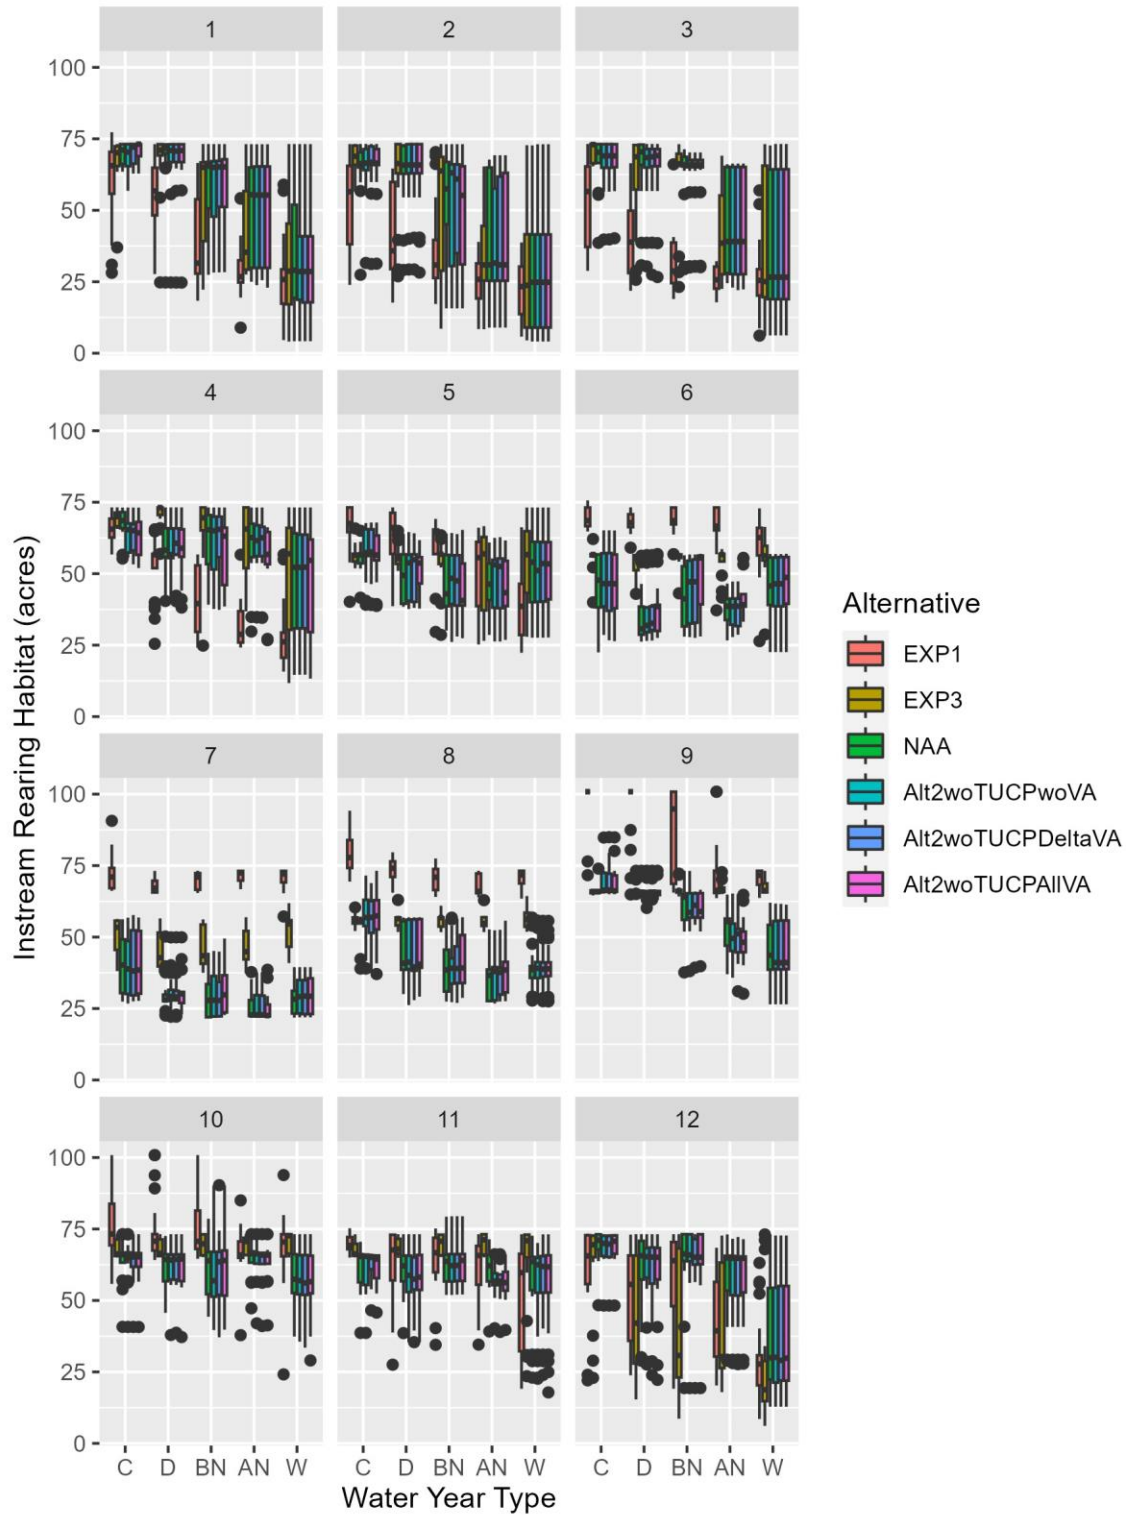 1 2 3
100
75
50
25
0
4 5 6
100
75
50
25
0
7 8 9
100
75
50
25
0
10 11 12
100
75
50
25
0
C D BN AN W C D BN AN W C D BN AN W
Water Year Type
Instream Rearing Habitat (acres)
Alternative
EXP1
EXP3
NAA
Alt2woTUCPwoVA
Alt2woTUCPDeltaVA
Alt2woTUCPAllVA